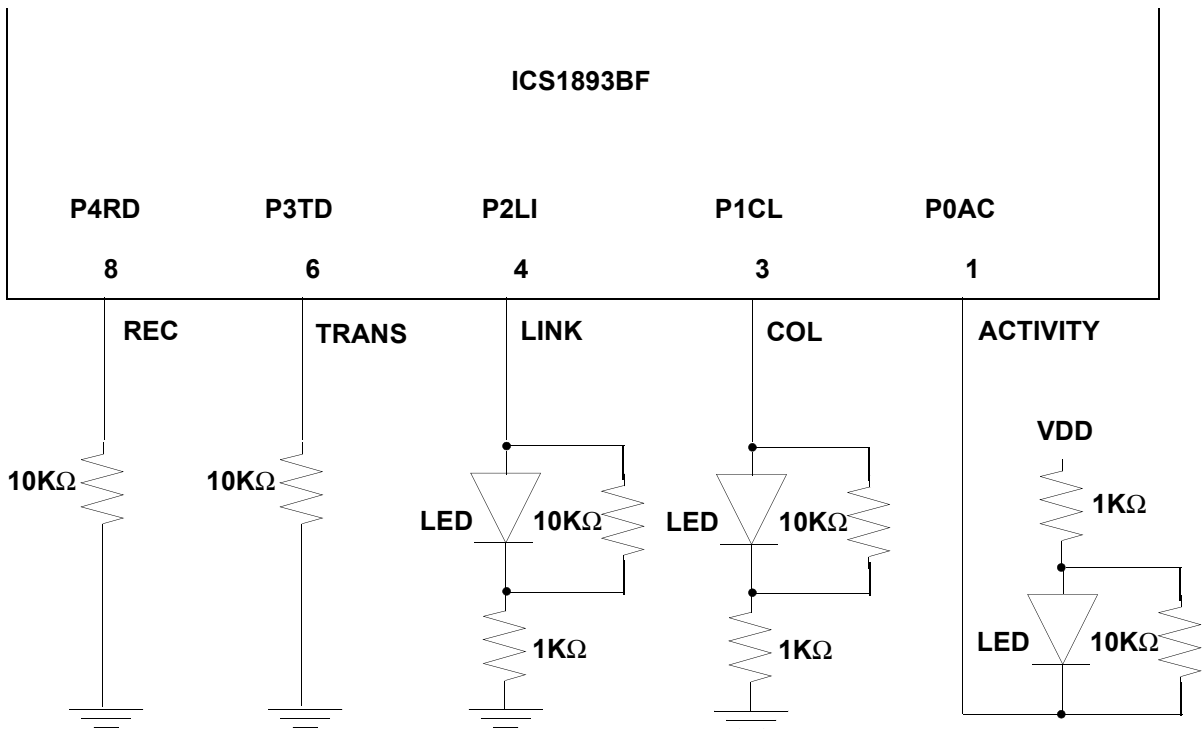 ICS1893BF
P4RD P3TD P2LI P1CL P0AC
8 6 4 3 1
REC TRANS LINK COL ACTIVITY
VDD
10KΩ 10KΩ 1KΩ
LED 10KΩ LED 10KΩ
1KΩ 1KΩ LED 10KΩ